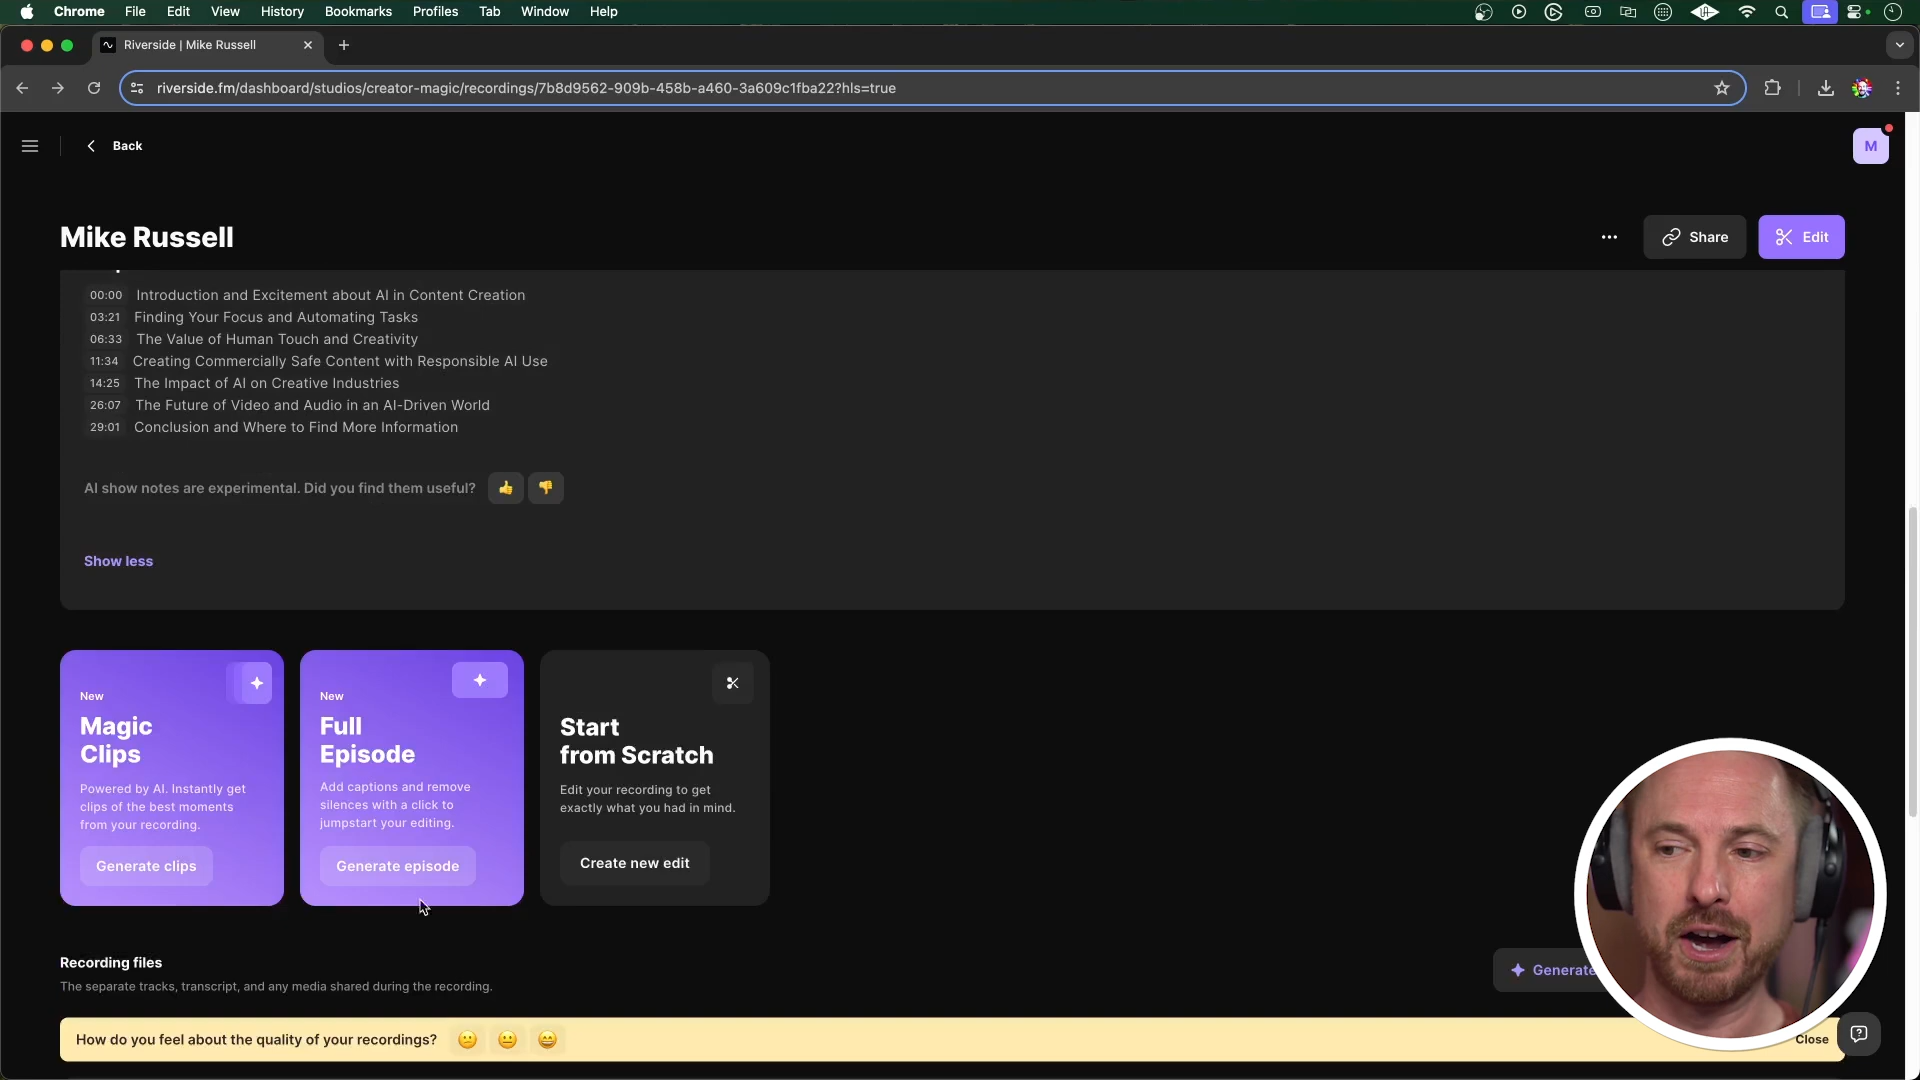 Chrome File Edit View History Bookmarks Profiles Tab Window Help
Riverside | Mike Russell
riverside.fm/dashboard/studios/creator-magic/recordings/7b8d9562-909b-458b-a460-3a609c1fba22?hls=true
Back
M
Mike Russell
Share
Edit
00:00 Introduction and Excitement about AI in Content Creation
03:21 Finding Your Focus and Automating Tasks
06:33 The Value of Human Touch and Creativity
11:34 Creating Commercially Safe Content with Responsible AI Use
14:25 The Impact of AI on Creative Industries
26:07 The Future of Video and Audio in an AI-Driven World
29:01 Conclusion and Where to Find More Information
AI show notes are experimental. Did you find them useful?
Show less
New
Magic
Clips
Powered by AI. Instantly get
clips of the best moments
from your recording.
Generate clips
New
Full
Episode
Add captions and remove
silences with a click to
jumpstart your editing.
Generate episode
Start
from Scratch
Edit your recording to get
exactly what you had in mind.
Create new edit
Recording files
The separate tracks, transcript, and any media shared during the recording.
Generate
How do you feel about the quality of your recordings?
Close